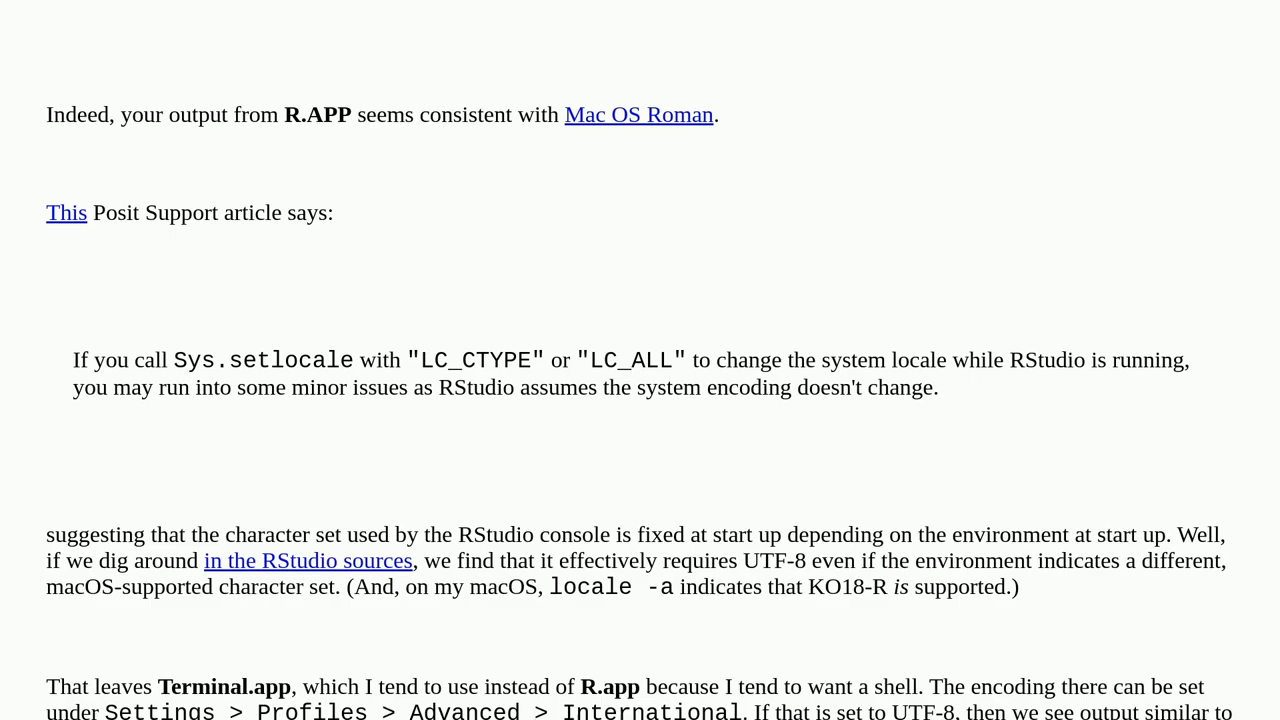 Indeed, your output from R.APP seems consistent with Mac OS Roman.
This Posit Support article says:
If you call Sys.setlocale with "LC_CTYPE" or "LC_ALL" to change the system locale while RStudio is running,
you may run into some minor issues as RStudio assumes the system encoding doesn't change.
suggesting that the character set used by the RStudio console is fixed at start up depending on the environment at start up. Well,
if we dig around in the RStudio sources, we find that it effectively requires UTF-8 even if the environment indicates a different,
macOS-supported character set. (And, on my macOS, locale -a indicates that KO18-R is supported.)
That leaves Terminal.app, which I tend to use instead of R.app because I tend to want a shell. The encoding there can be set
under Settings > Profiles > Advanced > International. If that is set to UTF-8, then we see output similar to